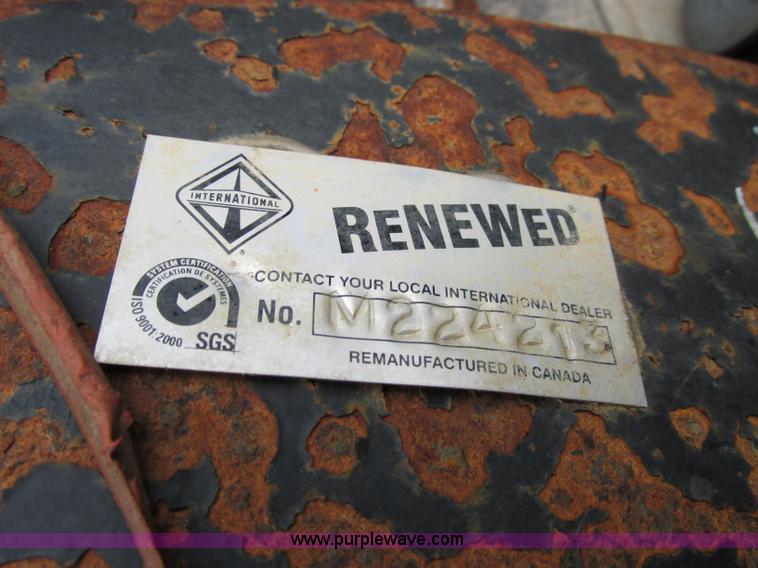 INTERNATIONAL
RENEWED
SYSTEM CERTIFICATION
CERTIFICATION DE SYSTÈMES
ISO 9001:2000 SGS
CONTACT YOUR LOCAL INTERNATIONAL DEALER
No. M224213
REMANUFACTURED IN CANADA
www.purplewave.com